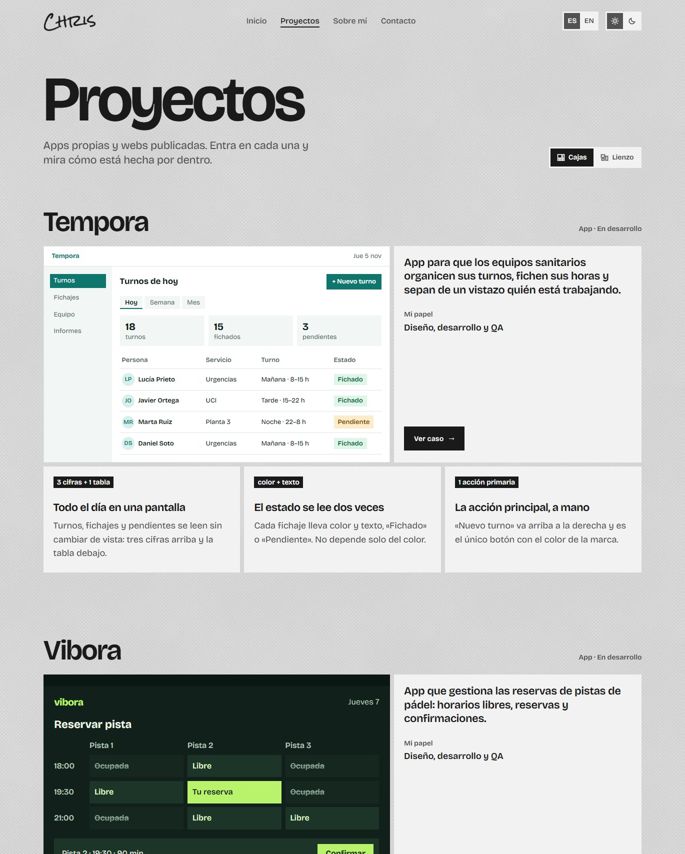 CHRIS
Inicio Proyectos Sobre mí Contacto
ES EN
Proyectos
Apps propias y webs publicadas. Entra en cada una y
mira cómo está hecha por dentro.
Cajas Lienzo
Tempora
App · En desarrollo
Tempora
Jue 5 nov
Turnos
Fichajes
Equipo
Informes
Turnos de hoy
+ Nuevo turno
Hoy Semana Mes
18 15 3
turnos fichados pendientes
Persona Servicio Turno Estado
LP Lucía Prieto Urgencias Mañana · 8–15 h Fichado
JO Javier Ortega UCI Tarde · 15–22 h Fichado
MR Marta Ruiz Planta 3 Noche · 22–8 h Pendiente
DS Daniel Soto Urgencias Mañana · 8–15 h Fichado
App para que los equipos sanitarios
organicen sus turnos, fichen sus horas y
sepan de un vistazo quién está trabajando.
Mi papel
Diseño, desarrollo y QA
Ver caso →
3 cifras + 1 tabla
Todo el día en una pantalla
Turnos, fichajes y pendientes se leen sin
cambiar de vista: tres cifras arriba y la
tabla debajo.
color + texto
El estado se lee dos veces
Cada fichaje lleva color y texto, «Fichado»
o «Pendiente». No depende solo del color.
1 acción primaria
La acción principal, a mano
«Nuevo turno» va arriba a la derecha y es
el único botón con el color de la marca.
Vibora
App · En desarrollo
vibora
Jueves 7
Reservar pista
Pista 1 Pista 2 Pista 3
18:00 Ocupada Libre Ocupada
19:30 Libre Tu reserva Ocupada
21:00 Ocupada Libre Libre
Pista 2 · 19:30 · 90 min
Confirmar
App que gestiona las reservas de pistas de
pádel: horarios libres, reservas y
confirmaciones.
Mi papel
Diseño, desarrollo y QA